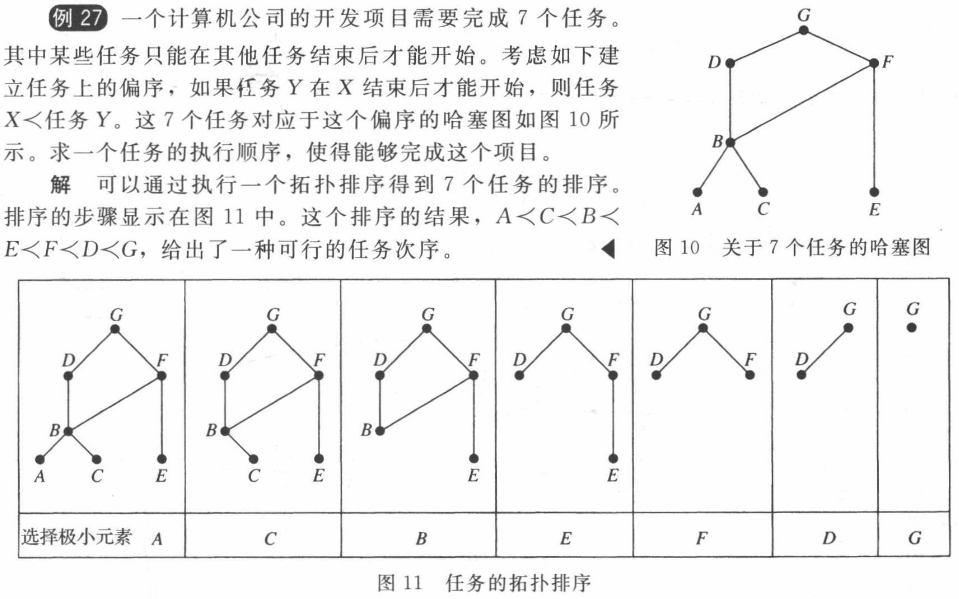 例 27 一个计算机公司的开发项目需要完成 7 个任务。
其中某些任务只能在其他任务结束后才能开始。考虑如下建
立任务上的偏序，如果任务 Y 在 X 结束后才能开始，则任务
X≺任务 Y。这 7 个任务对应于这个偏序的哈塞图如图 10 所
示。求一个任务的执行顺序，使得能够完成这个项目。
解 可以通过执行一个拓扑排序得到 7 个任务的排序。
排序的步骤显示在图 11 中。这个排序的结果，A≺C≺B≺
E≺F≺D≺G，给出了一种可行的任务次序。
G
D F
B
A C E
图 10 关于 7 个任务的哈塞图
G G G G G G G
D F D F D F D F D F D
B B B
A C E C E E E
选择极小元素 A C B E F D G
图 11 任务的拓扑排序